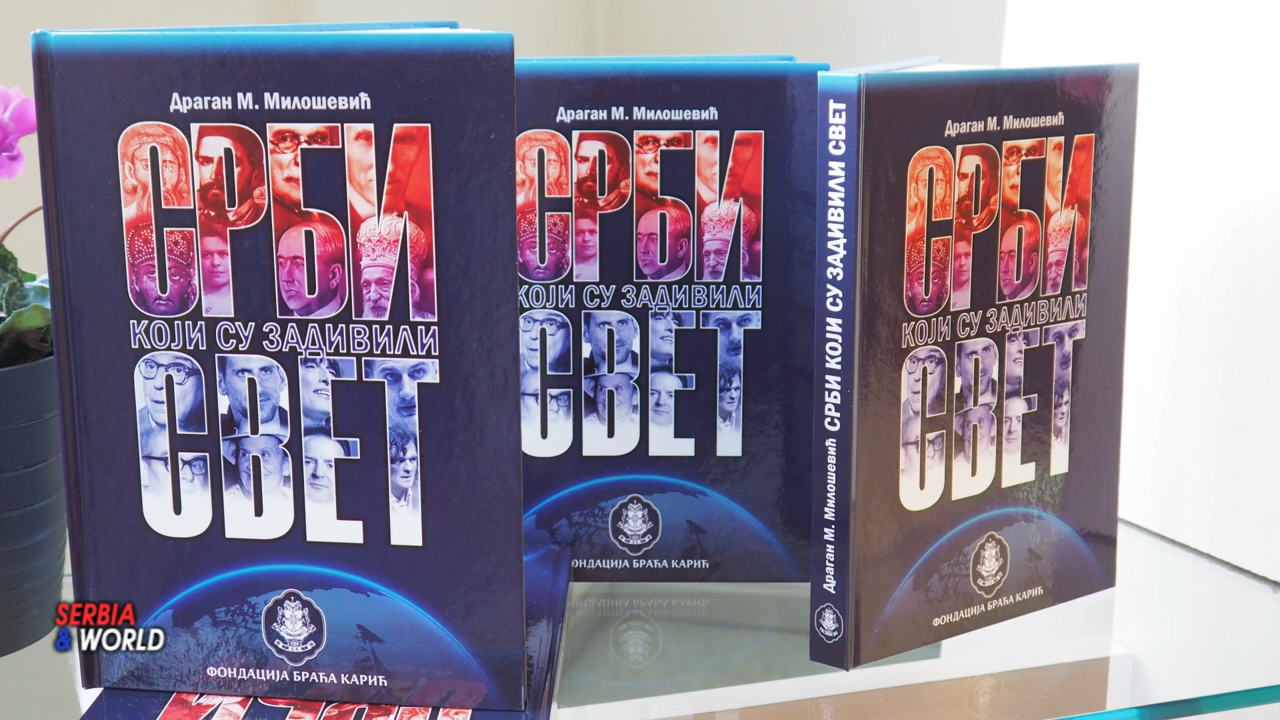 Драган М. Милошевић
СРБИ
КОЈИ СУ ЗАДИВИЛИ
СВЕТ
ФОНДАЦИЈА БРАЋА КАРИЋ
Драган М. Милошевић
СРБИ
КОЈИ СУ ЗАДИВИЛИ
СВЕТ
ФОНДАЦИЈА БРАЋА КАРИЋ
Драган М. Милошевић СРБИ КОЈИ СУ ЗАДИВИЛИ СВЕТ
Драган М. Милошевић
СРБИ
КОЈИ СУ ЗАДИВИЛИ
СВЕТ
ФОНДАЦИЈА БРАЋА КАРИЋ
SERBIA
& WORLD